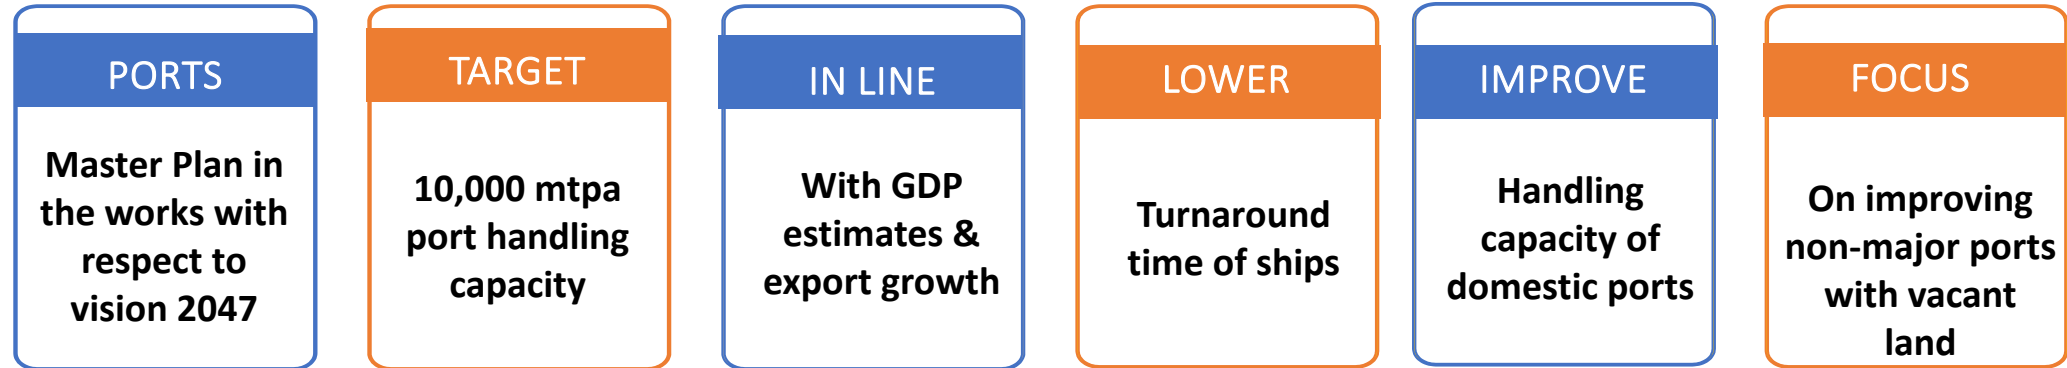 PORTS
Master Plan in
the works with
respect to
vision 2047
TARGET
10,000 mtpa
port handling
capacity
IN LINE
With GDP
estimates &
export growth
LOWER
Turnaround
time of ships
IMPROVE
Handling
capacity of
domestic ports
FOCUS
On improving
non-major ports
with vacant
land